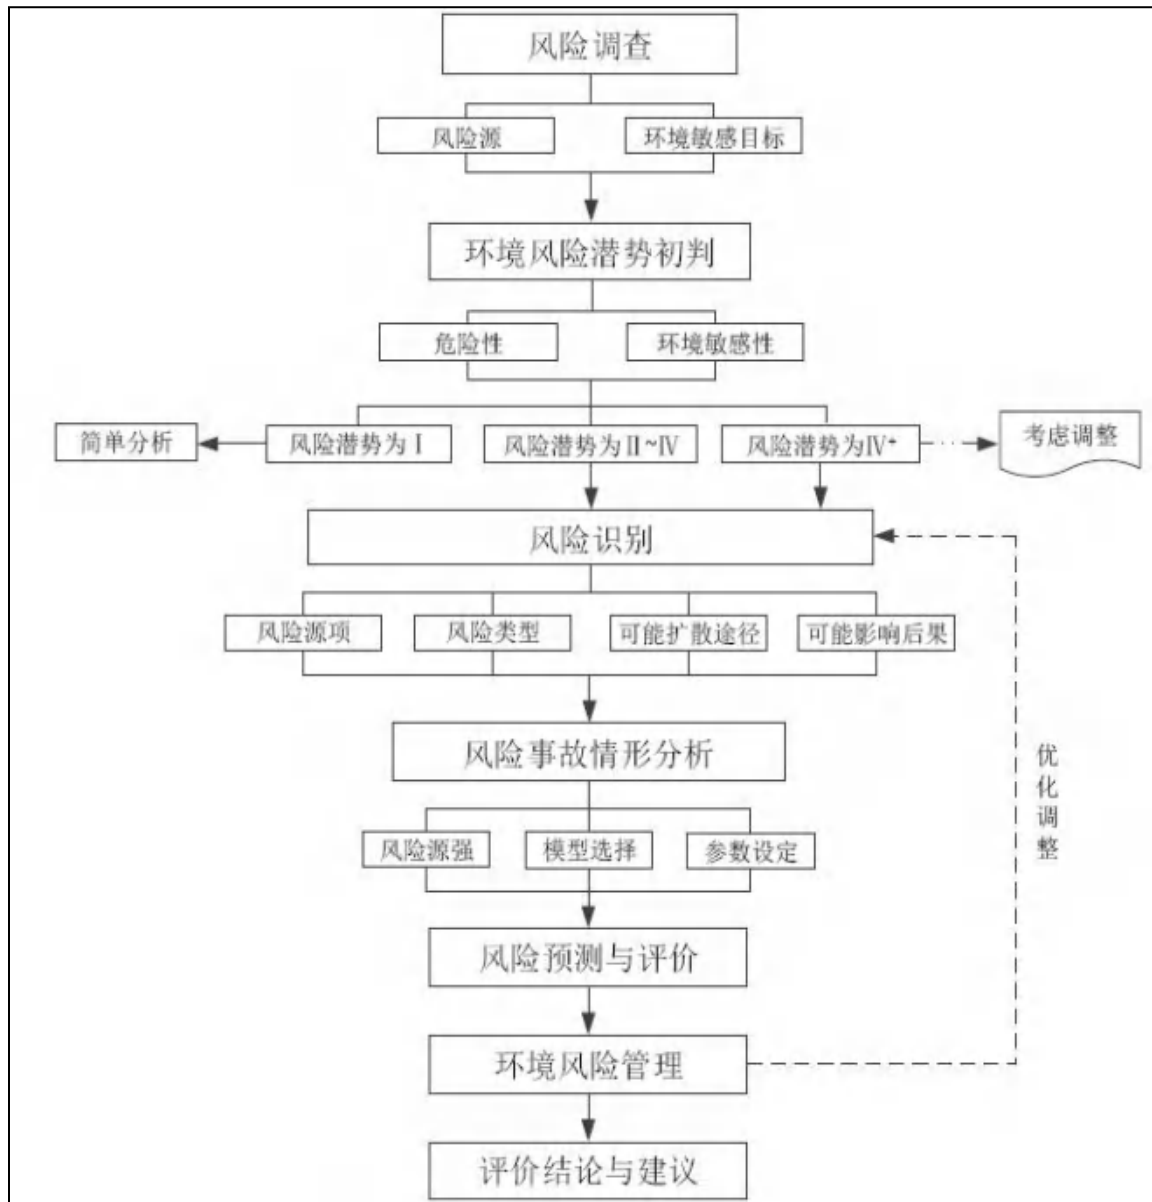 风险调查
风险源
环境敏感目标
环境风险潜势初判
危险性
环境敏感性
简单分析
风险潜势为Ⅰ
风险潜势为Ⅱ~Ⅳ
风险潜势为Ⅳ⁺
考虑调整
风险识别
风险源项
风险类型
可能扩散途径
可能影响后果
风险事故情形分析
优化调整
风险源强
模型选择
参数设定
风险预测与评价
环境风险管理
评价结论与建议